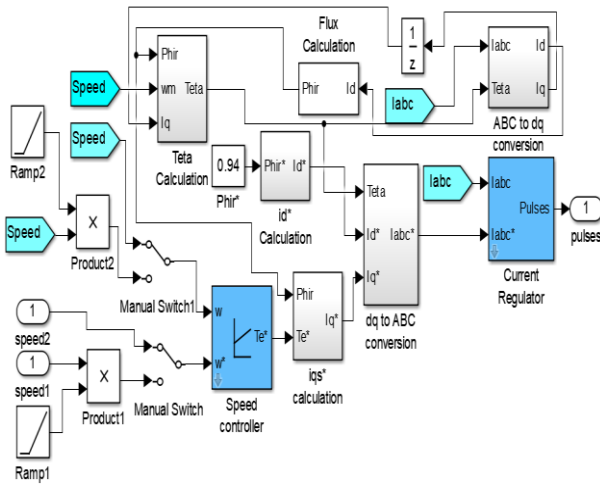 Flux
Calculation
1
z
Phir
wm
Iq
Teta
Teta
Calculation
Speed
Speed
Phir
Id
Iabc
Iabc
Teta
Id
Iq
ABC to dq
conversion
Ramp2
Speed
X
Product2
0.94
Phir*
Phir*
Id*
id*
Calculation
Teta
Id*
Iq*
Iabc*
dq to ABC
conversion
Iabc
Iabc
Iabc*
Pulses
Current
Regulator
1
pulses
Manual Switch1
1
speed2
1
speed1
X
Product1
Ramp1
Manual Switch
w
w*
Te*
Speed
controller
Phir
Te*
Iq*
iqs*
calculation